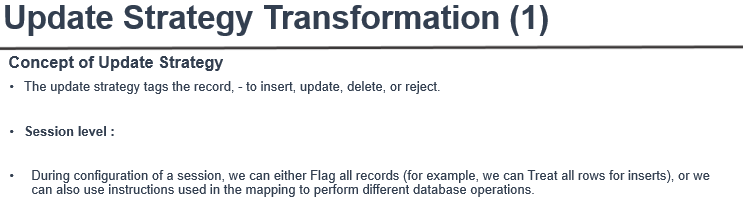 Update Strategy Transformation (1)
Concept of Update Strategy
• The update strategy tags the record, - to insert, update, delete, or reject.
• Session level :
• During configuration of a session, we can either Flag all records (for example, we can Treat all rows for inserts), or we
can also use instructions used in the mapping to perform different database operations.